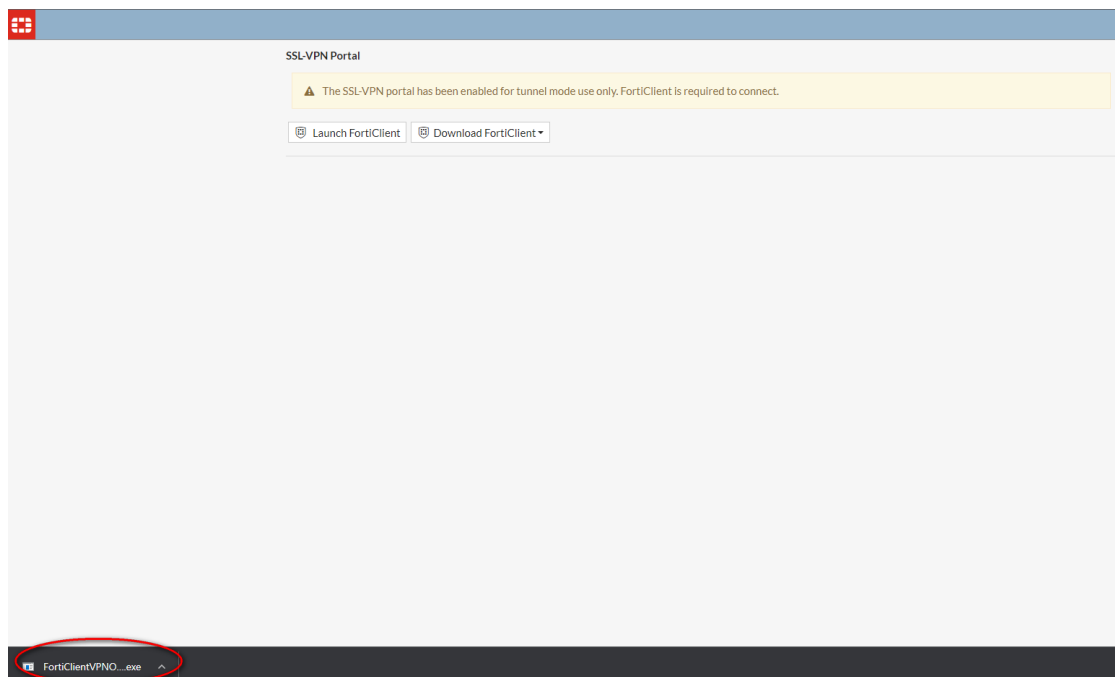 SSL-VPN Portal
The SSL-VPN portal has been enabled for tunnel mode use only. FortiClient is required to connect.
Launch FortiClient Download FortiClient
FortiClientVPNO....exe